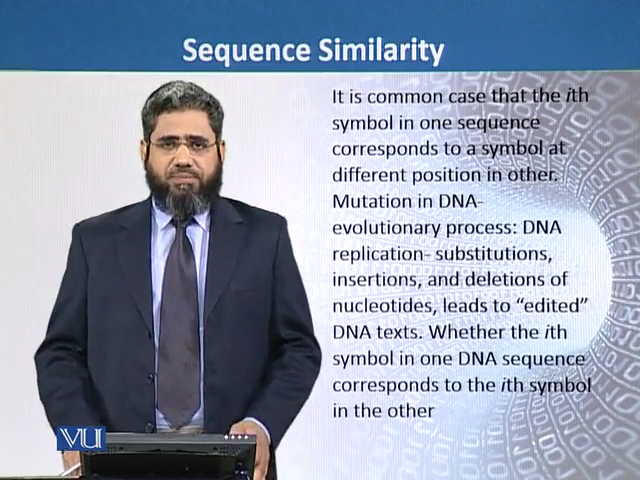 Sequence Similarity
It is common case that the ith
symbol in one sequence
corresponds to a symbol at
different position in other.
Mutation in DNA-
evolutionary process: DNA
replication- substitutions,
insertions, and deletions of
nucleotides, leads to “edited”
DNA texts. Whether the ith
symbol in one DNA sequence
corresponds to the ith symbol
in the other
VU